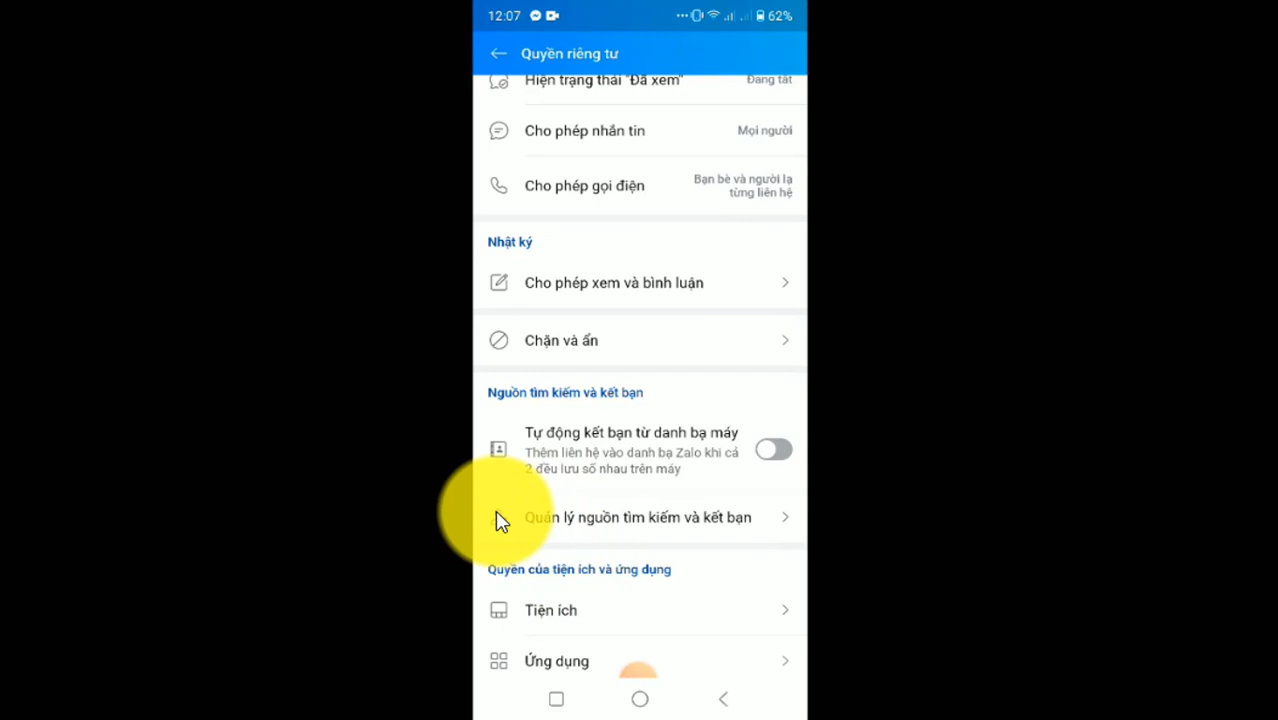 12:07
62%
Quyền riêng tư
Hiện trạng thái "Đã xem"
Đang tắt
Cho phép nhắn tin
Mọi người
Cho phép gọi điện
Bạn bè và người lạ
từng liên hệ
Nhật ký
Cho phép xem và bình luận
Chặn và ẩn
Nguồn tìm kiếm và kết bạn
Tự động kết bạn từ danh bạ máy
Thêm liên hệ vào danh bạ Zalo khi cả
2 đều lưu số nhau trên máy
Quản lý nguồn tìm kiếm và kết bạn
Quyền của tiện ích và ứng dụng
Tiện ích
Ứng dụng